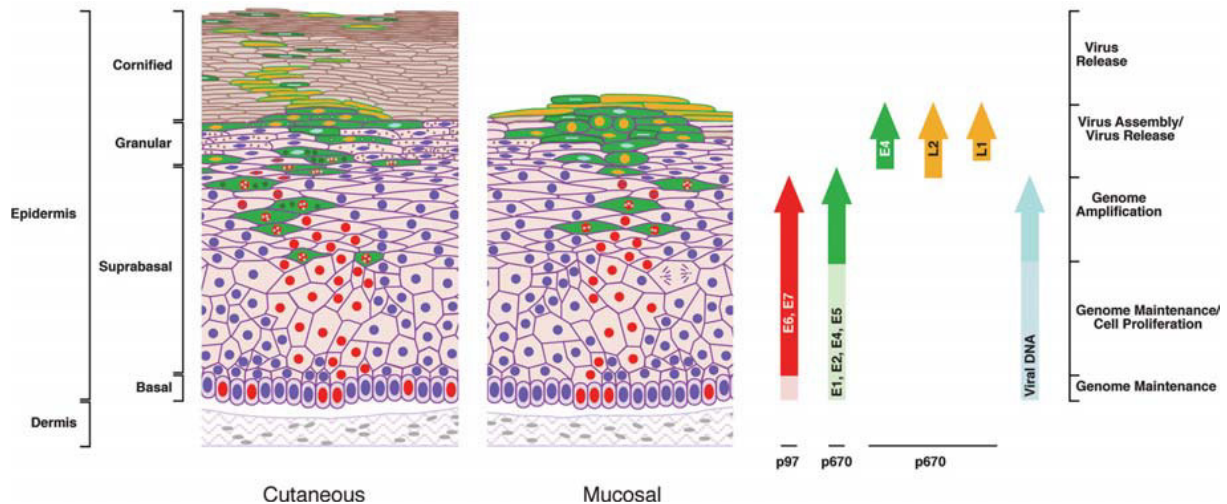 Epidermis
Dermis
Cornified
Granular
Suprabasal
Basal
Cutaneous
Mucosal
E6, E7
E1, E2, E4, E5
E4
L2
L1
Viral DNA
p97
p670
p670
Virus
Release
Virus Assembly/
Virus Release
Genome
Amplification
Genome Maintenance/
Cell Proliferation
Genome Maintenance